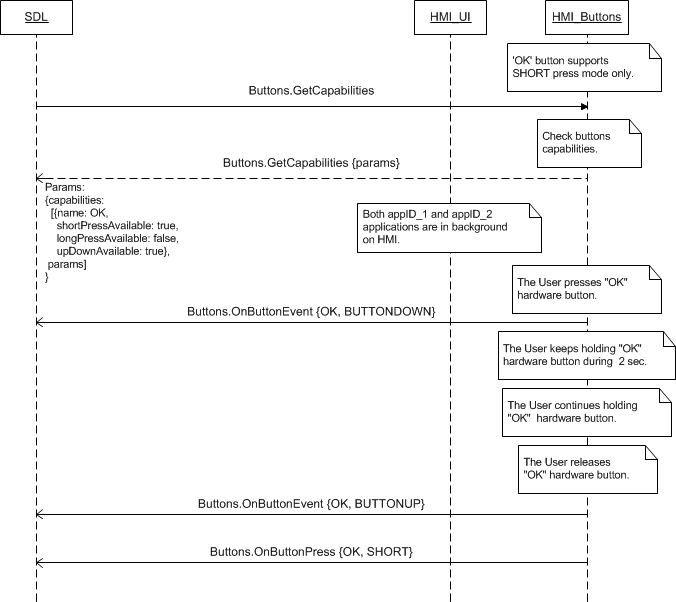 SDL
HMI_UI
HMI_Buttons
'OK' button supports
SHORT press mode only.
Buttons.GetCapabilities
Check buttons
capabilities.
Buttons.GetCapabilities {params}
Params:
{capabilities:
[{name: OK,
shortPressAvailable: true,
longPressAvailable: false,
upDownAvailable: true},
params]
}
Both appID_1 and appID_2
applications are in background
on HMI.
The User presses "OK"
hardware button.
Buttons.OnButtonEvent {OK, BUTTONDOWN}
The User keeps holding "OK"
hardware button during 2 sec.
The User continues holding
"OK" hardware button.
The User releases
"OK" hardware button.
Buttons.OnButtonEvent {OK, BUTTONUP}
Buttons.OnButtonPress {OK, SHORT}